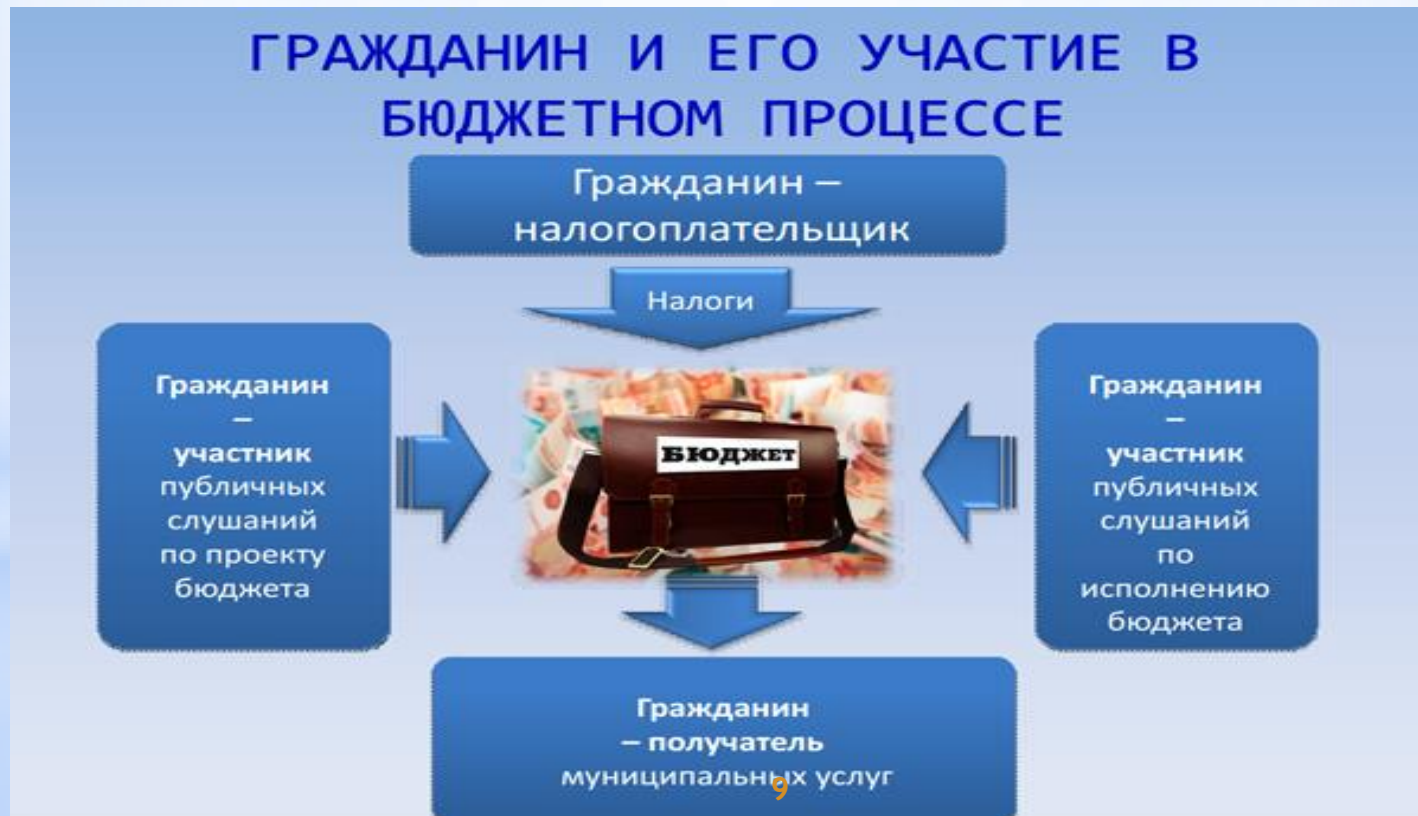 ГРАЖДАНИН И ЕГО УЧАСТИЕ В
БЮДЖЕТНОМ ПРОЦЕССЕ
Гражданин –
налогоплательщик
Налоги
Гражданин
–
участник
публичных
слушаний
по проекту
бюджета
БЮДЖЕТ
Гражданин
–
участник
публичных
слушаний
по
исполнению
бюджета
Гражданин
– получатель
муниципальных услуг
9